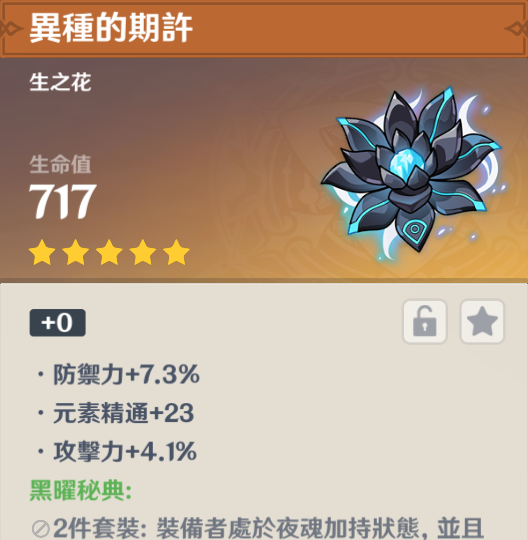 異種的期許
生之花
生命值
717
+0
·防禦力+7.3%
·元素精通+23
·攻擊力+4.1%
黑曜秘典:
2件套裝: 裝備者處於夜魂加持狀態, 並且